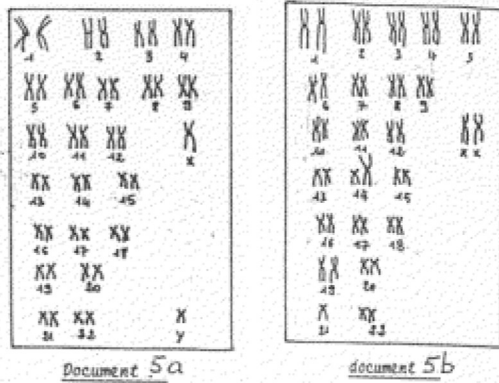 1 2 3 4
5 6 7 8 9
10 11 12 x
13 14 15
16 17 18
19 20
21 22 y
Document 5a
1 2 3 4 5
6 7 8 9
10 11 12 x x
13 14 15
16 17 18
19 20
21 22
document 5b